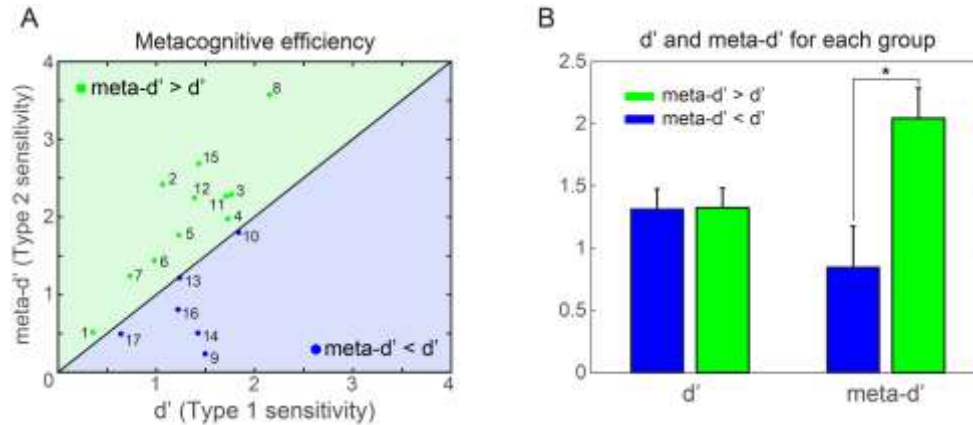 A
Metacognitive efficiency
4
3
2
1
0
meta-d' (Type 2 sensitivity)
meta-d' > d'
8
15
2
12
3
11
4
5
10
6
7
13
16
1
17
14
9
meta-d' < d'
1
2
3
4
d' (Type 1 sensitivity)
B
d' and meta-d' for each group
2.5
2
1.5
1
0.5
0
meta-d' > d'
meta-d' < d'
*
d'
meta-d'